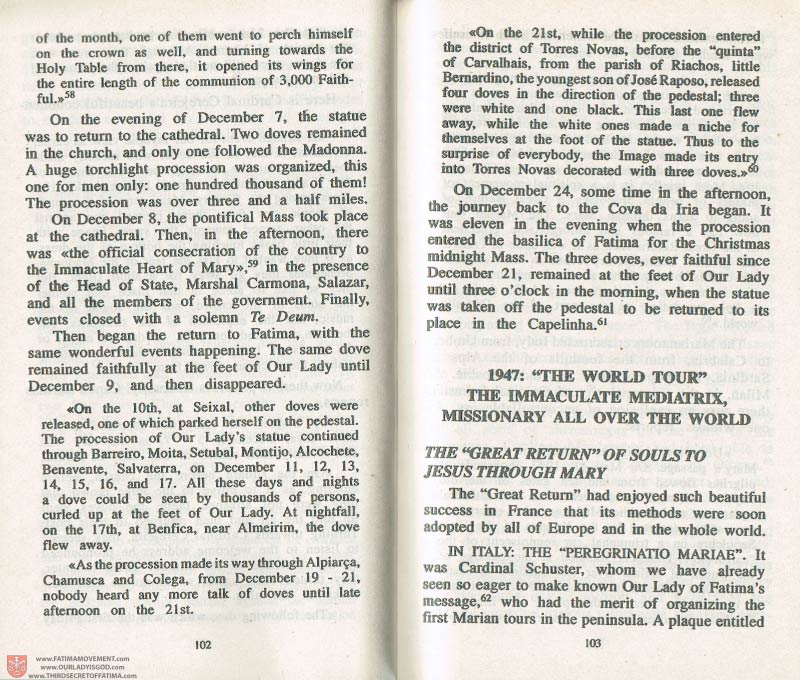 of the month, one of them went to perch himself
on the crown as well, and turning towards the
Holy Table from there, it opened its wings for
the entire length of the communion of 3,000 Faith-
ful.»58
On the evening of December 7, the statue
was to return to the cathedral. Two doves remained
in the church, and only one followed the Madonna.
A huge torchlight procession was organized, this
one for men only: one hundred thousand of them!
The procession was over three and a half miles.
On December 8, the pontifical Mass took place
at the cathedral. Then, in the afternoon, there
was «the official consecration of the country to
the Immaculate Heart of Mary»,59 in the presence
of the Head of State, Marshal Carmona, Salazar,
and all the members of the government. Finally,
events closed with a solemn Te Deum.
Then began the return to Fatima, with the
same wonderful events happening. The same dove
remained faithfully at the feet of Our Lady until
December 9, and then disappeared.
«On the 10th, at Seixal, other doves were
released, one of which parked herself on the pedestal.
The procession of Our Lady's statue continued
through Barreiro, Moita, Setubal, Montijo, Alcochete,
Benavente, Salvaterra, on December 11, 12, 13,
14, 15, 16, and 17. All these days and nights
a dove could be seen by thousands of persons,
curled up at the feet of Our Lady. At nightfall,
on the 17th, at Benfica, near Almeirim, the dove
flew away.
«As the procession made its way through Alpiarça,
Chamusca and Colega, from December 19 - 21,
nobody heard any more talk of doves until late
afternoon on the 21st.
102
«On the 21st, while the procession entered
the district of Torres Novas, before the "quinta"
of Carvalhais, from the parish of Riachos, little
Bernardino, the youngest son of José Raposo, released
four doves in the direction of the pedestal; three
were white and one black. This last one flew
away, while the white ones made a niche for
themselves at the foot of the statue. Thus to the
surprise of everybody, the Image made its entry
into Torres Novas decorated with three doves.»60
On December 24, some time in the afternoon,
the journey back to the Cova da Iria began. It
was eleven in the evening when the procession
entered the basilica of Fatima for the Christmas
midnight Mass. The three doves, ever faithful since
December 21, remained at the feet of Our Lady
until three o'clock in the morning, when the statue
was taken off the pedestal to be returned to its
place in the Capelinha.61
1947: "THE WORLD TOUR"
THE IMMACULATE MEDIATRIX,
MISSIONARY ALL OVER THE WORLD
THE "GREAT RETURN" OF SOULS TO
JESUS THROUGH MARY
The "Great Return" had enjoyed such beautiful
success in France that its methods were soon
adopted by all of Europe and in the whole world.
IN ITALY: THE "PEREGRINATIO MARIAE". It
was Cardinal Schuster, whom we have already
seen so eager to make known Our Lady of Fatima's
message,62 who had the merit of organizing the
first Marian tours in the peninsula. A plaque entitled
103
www.FATIMAMOVEMENT.com
www.OURLADYISGOD.com
www.THIRDSECRETOFFATIMA.com